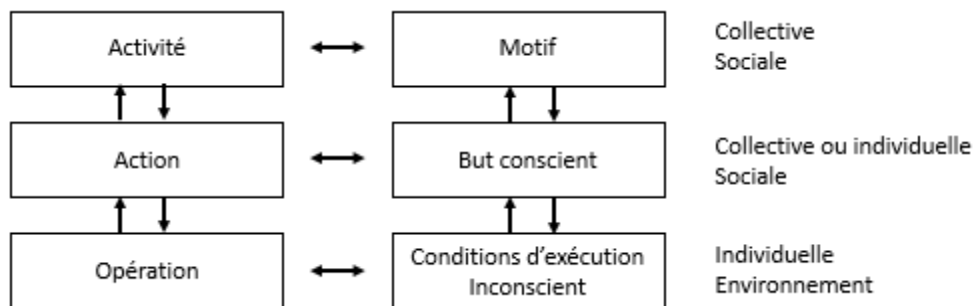 Activité
Motif
Collective
Sociale
Action
But conscient
Collective ou individuelle
Sociale
Opération
Conditions d'exécution
Inconscient
Individuelle
Environnement